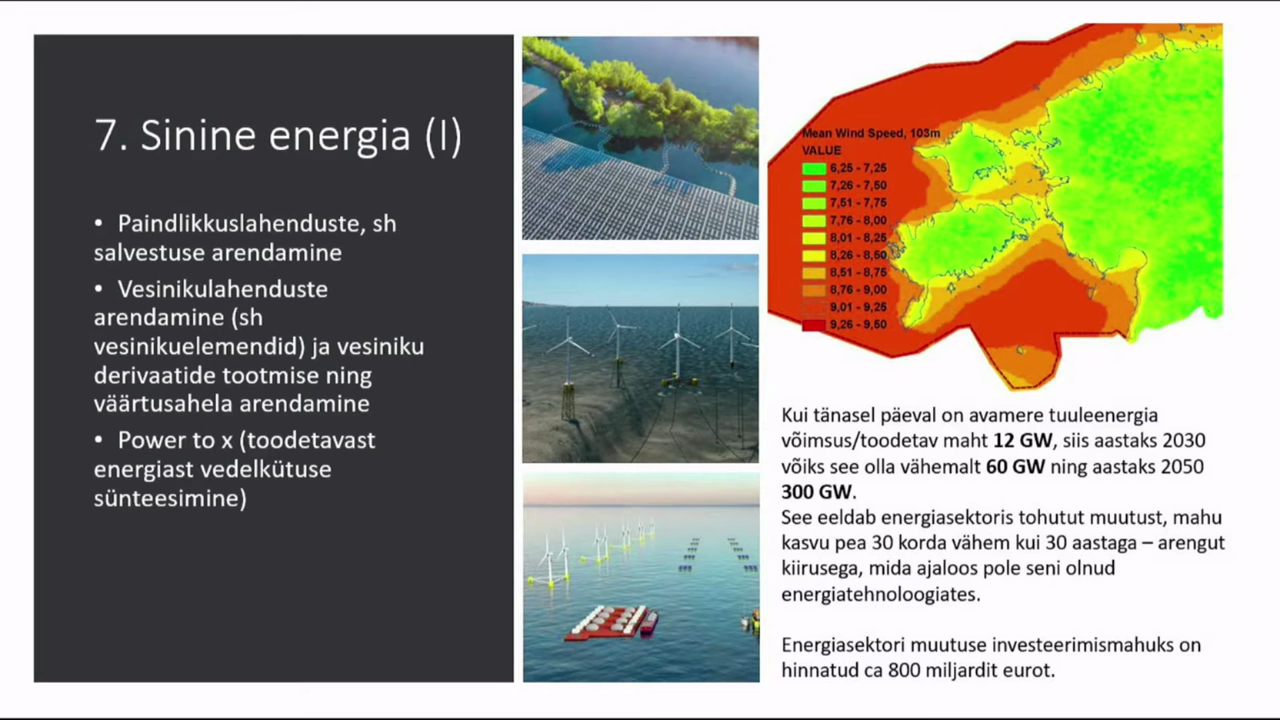 7. Sinine energia (I)
• Paindlikkuslahenduste, sh
salvestuse arendamine
• Vesinikulahenduste
arendamine (sh
vesinikuelemendid) ja vesiniku
derivaatide tootmise ning
väärtusahela arendamine
• Power to x (toodetavast
energiast vedelkütuse
sünteesimine)
Mean Wind Speed, 103m
VALUE
6,25 - 7,25
7,26 - 7,50
7,51 - 7,75
7,76 - 8,00
8,01 - 8,25
8,26 - 8,50
8,51 - 8,75
8,76 - 9,00
9,01 - 9,25
9,26 - 9,50
Kui tänasel päeval on avamere tuuleenergia
võimsus/toodetav maht 12 GW, siis aastaks 2030
võiks see olla vähemalt 60 GW ning aastaks 2050
300 GW.
See eeldab energiasektoris tohutut muutust, mahu
kasvu pea 30 korda vähem kui 30 aastaga – arengut
kiirusega, mida ajaloos pole seni olnud
energiatehnoloogiates.
Energiasektori muutuse investeerimismahuks on
hinnatud ca 800 miljardit eurot.